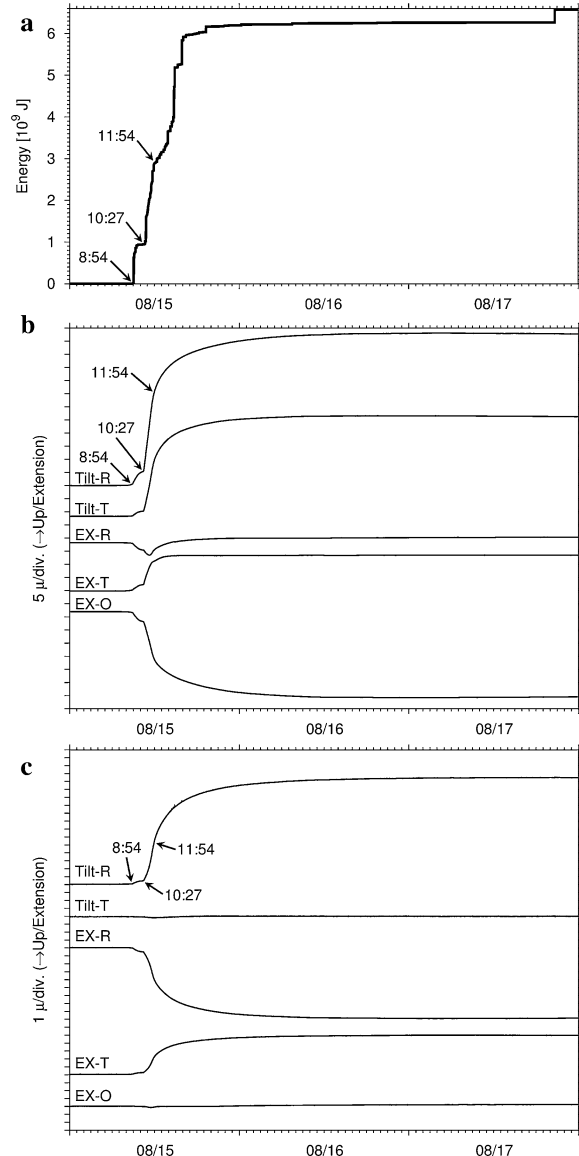 a
6
5
4
3
2
1
0
Energy [10⁹ J]
11:54
10:27
8:54
08/15
08/16
08/17
b
5 μ/div. (→Up/Extension)
11:54
10:27
8:54
Tilt-R
Tilt-T
EX-R
EX-T
EX-O
08/15
08/16
08/17
c
1 μ/div. (→Up/Extension)
8:54
11:54
Tilt-R
10:27
Tilt-T
EX-R
EX-T
EX-O
08/15
08/16
08/17